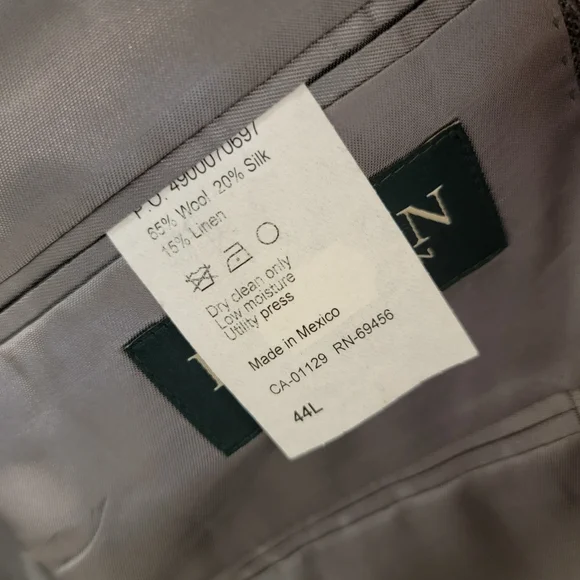 P.O. 4900070697
65% Wool 20% Silk
15% Linen
Dry clean only
Low moisture
Utility press
Made in Mexico
CA-01129 RN-69456
44L
N